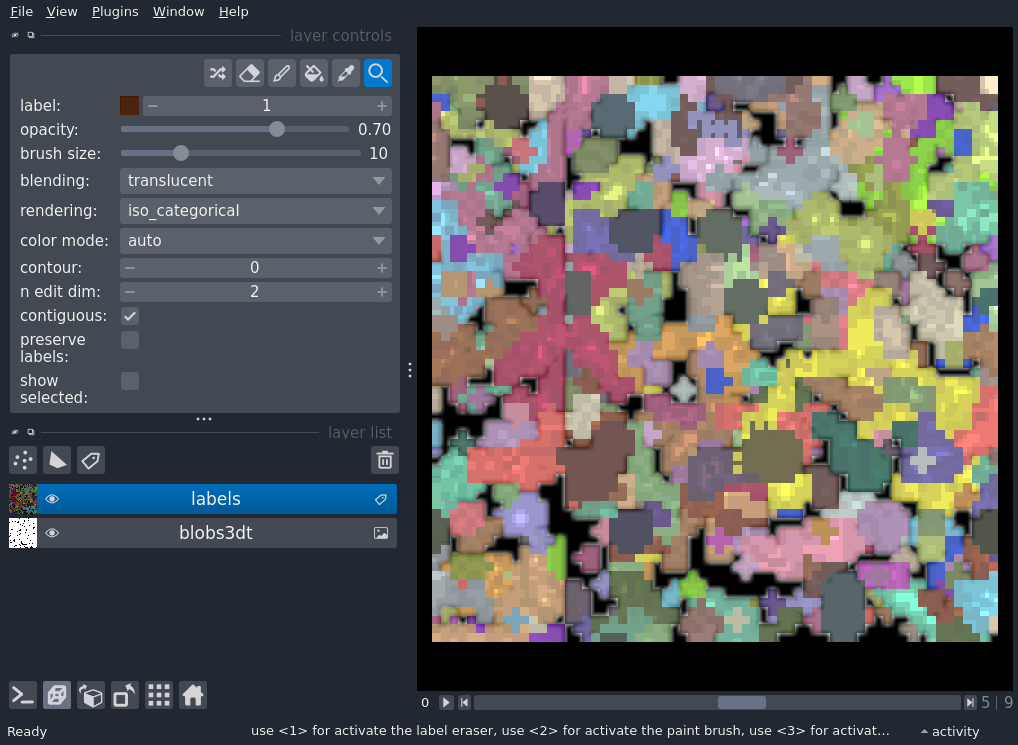 File View Plugins Window Help
layer controls
label: 1
opacity: 0.70
brush size: 10
blending: translucent
rendering: iso_categorical
color mode: auto
contour: 0
n edit dim: 2
contiguous:
preserve
labels:
show
selected:
layer list
labels
blobs3dt
0 5 | 9
Ready use <1> for activate the label eraser, use <2> for activate the paint brush, use <3> for activat... activity